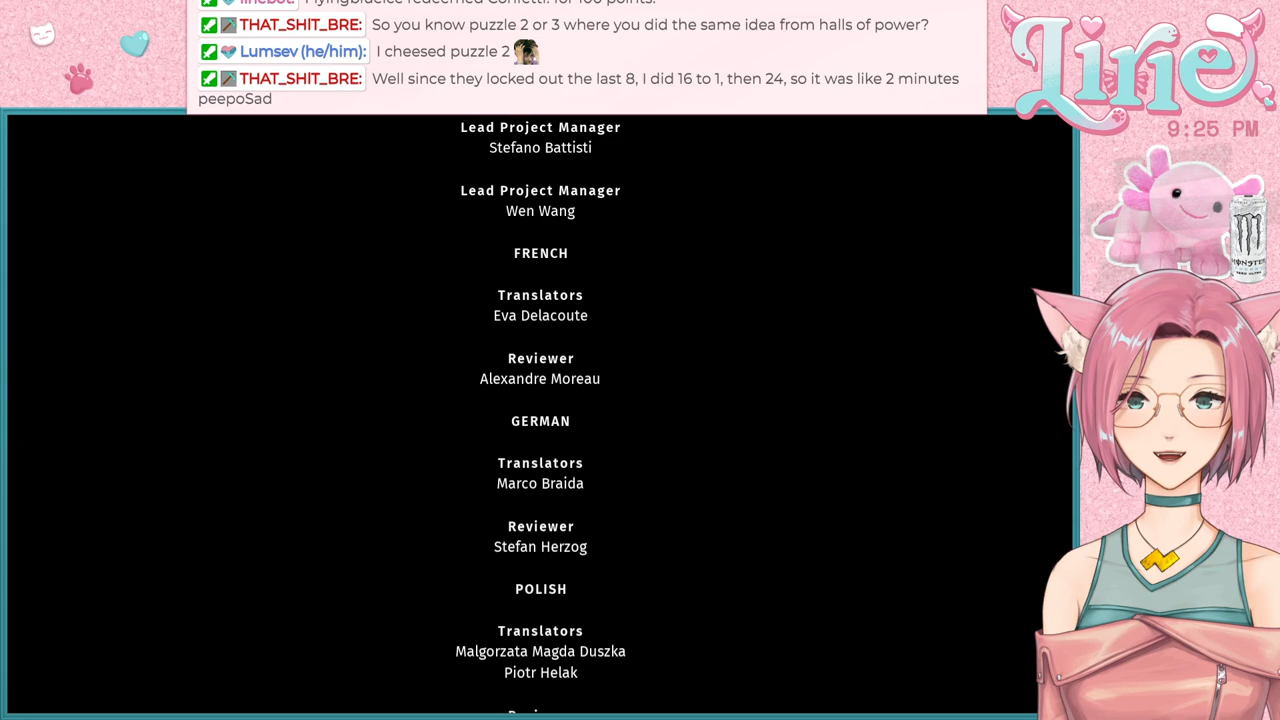 THAT_SHIT_BRE: So you know puzzle 2 or 3 where you did the same idea from halls of power?
Lumsev (he/him): I cheesed puzzle 2
THAT_SHIT_BRE: Well since they locked out the last 8, I did 16 to 1, then 24, so it was like 2 minutes
peepoSad
Lirie
9:25 PM
Lead Project Manager
Stefano Battisti
Lead Project Manager
Wen Wang
FRENCH
Translators
Eva Delacoute
Reviewer
Alexandre Moreau
GERMAN
Translators
Marco Braida
Reviewer
Stefan Herzog
POLISH
Translators
Malgorzata Magda Duszka
Piotr Helak
MONSTER